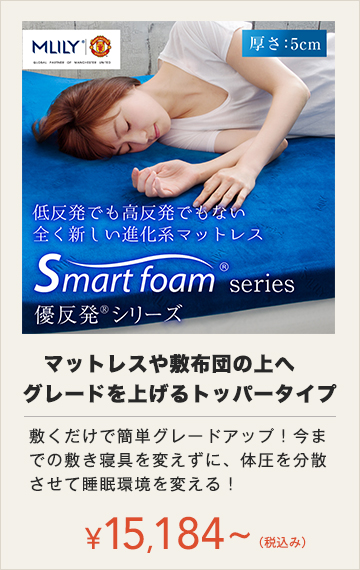 MLILY®
GLOBAL PARTNER OF MANCHESTER UNITED
厚さ：5cm
低反発でも高反発でもない
全く新しい進化系マットレス
Smart foam® series
優反発®シリーズ
マットレスや敷布団の上へ
グレードを上げるトッパータイプ
敷くだけで簡単グレードアップ！今ま
での敷き寝具を変えずに、体圧を分散
させて睡眠環境を変える！
¥15,184～（税込み）